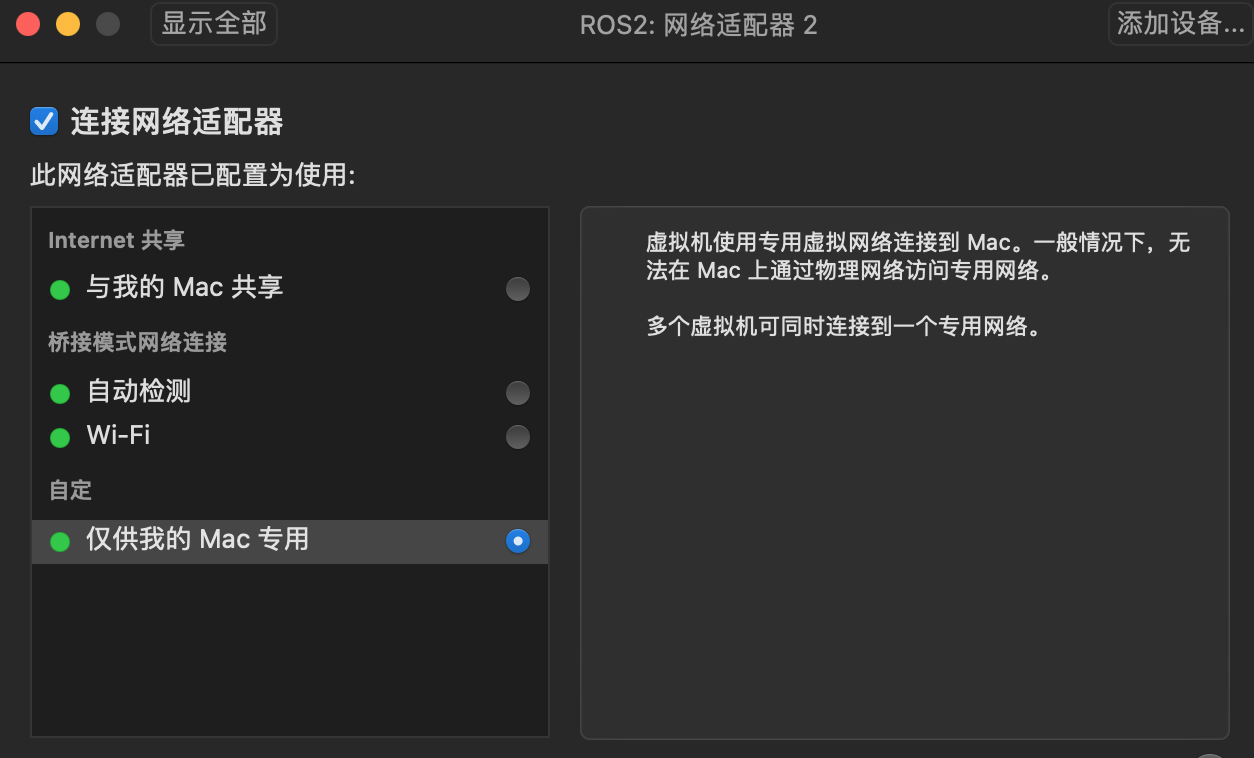 显示全部
ROS2: 网络适配器 2
添加设备...
连接网络适配器
此网络适配器已配置为使用:
Internet 共享
与我的 Mac 共享
桥接模式网络连接
自动检测
Wi-Fi
自定
仅供我的 Mac 专用
虚拟机使用专用虚拟网络连接到 Mac。一般情况下，无
法在 Mac 上通过物理网络访问专用网络。
多个虚拟机可同时连接到一个专用网络。